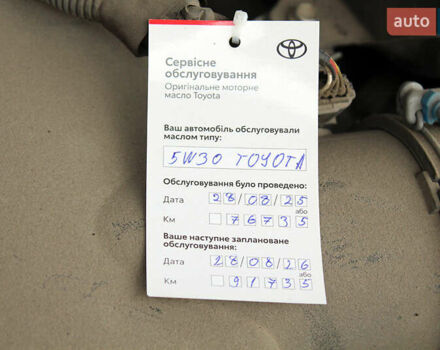 auto
Сервісне
обслуговування
Оригінальне моторне
масло Toyota
Ваш автомобіль обслуговували
маслом типу:
5W30 TOYOTA
Обслуговування було проведено:
Дата 28/08/25
або
Км 76735
Ваше наступне заплановане
обслуговування:
Дата 28/08/26
або
Км 91735